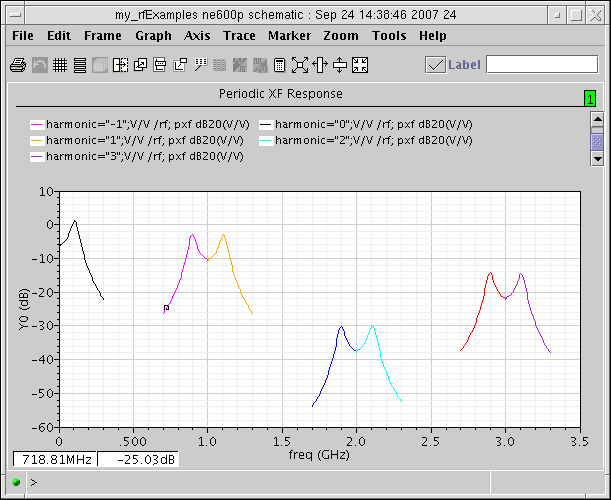 my_rfExamples ne600p schematic : Sep 24 14:38:46 2007 24
File Edit Frame Graph Axis Trace Marker Zoom Tools Help
Label
Periodic XF Response
1
harmonic="-1";V/V /rf; pxf dB20(V/V) harmonic="0";V/V /rf; pxf dB20(V/V)
harmonic="1";V/V /rf; pxf dB20(V/V) harmonic="2";V/V /rf; pxf dB20(V/V)
harmonic="3";V/V /rf; pxf dB20(V/V)
10
0
-10
-20
-30
-40
-50
-60
Y0 (dB)
0 .500 1.0 1.5 2.0 2.5 3.0 3.5
freq (GHz)
718.81MHz -25.03dB
>